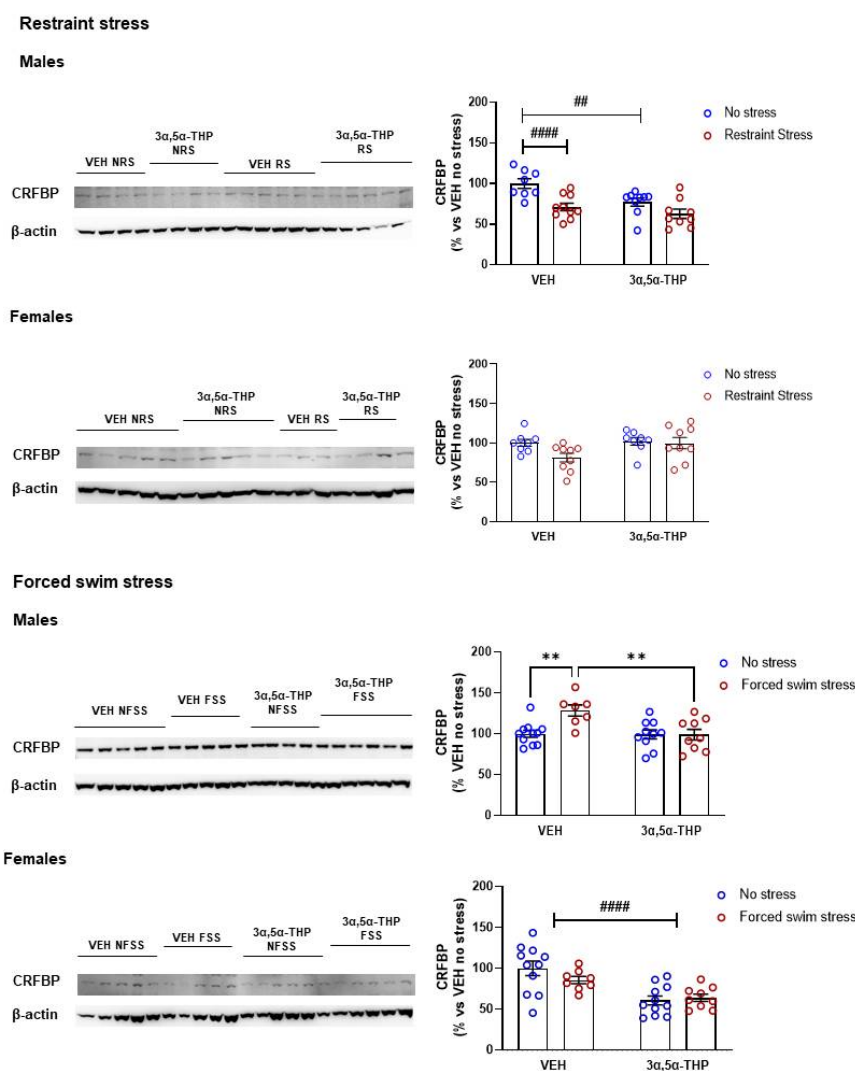 Restraint stress
Males
VEH NRS
3α,5α-THP
NRS
VEH RS
3α,5α-THP
RS
CRFBP
β-actin
CRFBP
(% vs VEH no stress)
200
150
100
50
0
##
####
VEH
3α,5α-THP
No stress
Restraint Stress
Females
VEH NRS
3α,5α-THP
NRS
VEH RS
3α,5α-THP
RS
CRFBP
β-actin
CRFBP
(% vs VEH no stress)
200
150
100
50
0
VEH
3α,5α-THP
No stress
Restraint Stress
Forced swim stress
Males
VEH NFSS
VEH FSS
3α,5α-THP
NFSS
3α,5α-THP
FSS
CRFBP
β-actin
CRFBP
(% VEH no stress)
200
150
100
50
0
**
**
VEH
3α,5α-THP
No stress
Forced swim stress
Females
VEH NFSS
VEH FSS
3α,5α-THP
NFSS
3α,5α-THP
FSS
CRFBP
β-actin
CRFBP
(% vs VEH no stress)
200
150
100
50
0
####
VEH
3α,5α-THP
No stress
Forced swim stress